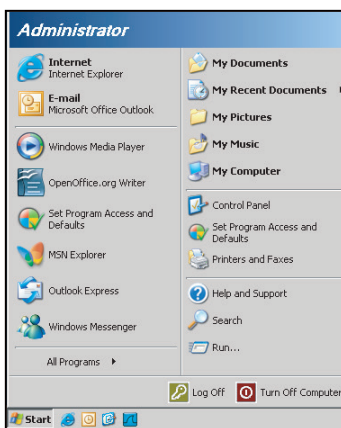 Administrator
Internet
Internet Explorer
E-mail
Microsoft Office Outlook
Windows Media Player
OpenOffice.org Writer
Set Program Access and
Defaults
MSN Explorer
Outlook Express
Windows Messenger
All Programs
My Documents
My Recent Documents
My Pictures
My Music
My Computer
Control Panel
Set Program Access and
Defaults
Printers and Faxes
Help and Support
Search
Run...
Log Off
Turn Off Computer
Start